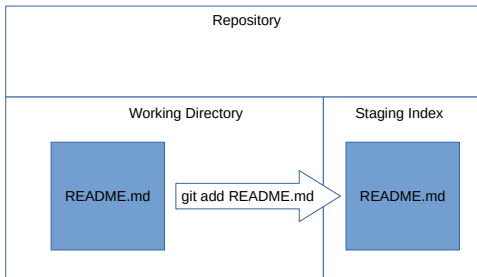 Repository
Working Directory
Staging Index
README.md
git add README.md
README.md